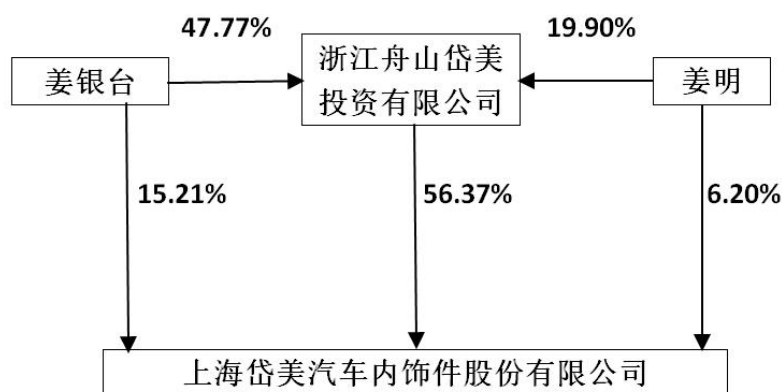 47.77%
19.90%
姜银台
浙江舟山岱美
投资有限公司
姜明
15.21%
56.37%
6.20%
上海岱美汽车内饰件股份有限公司